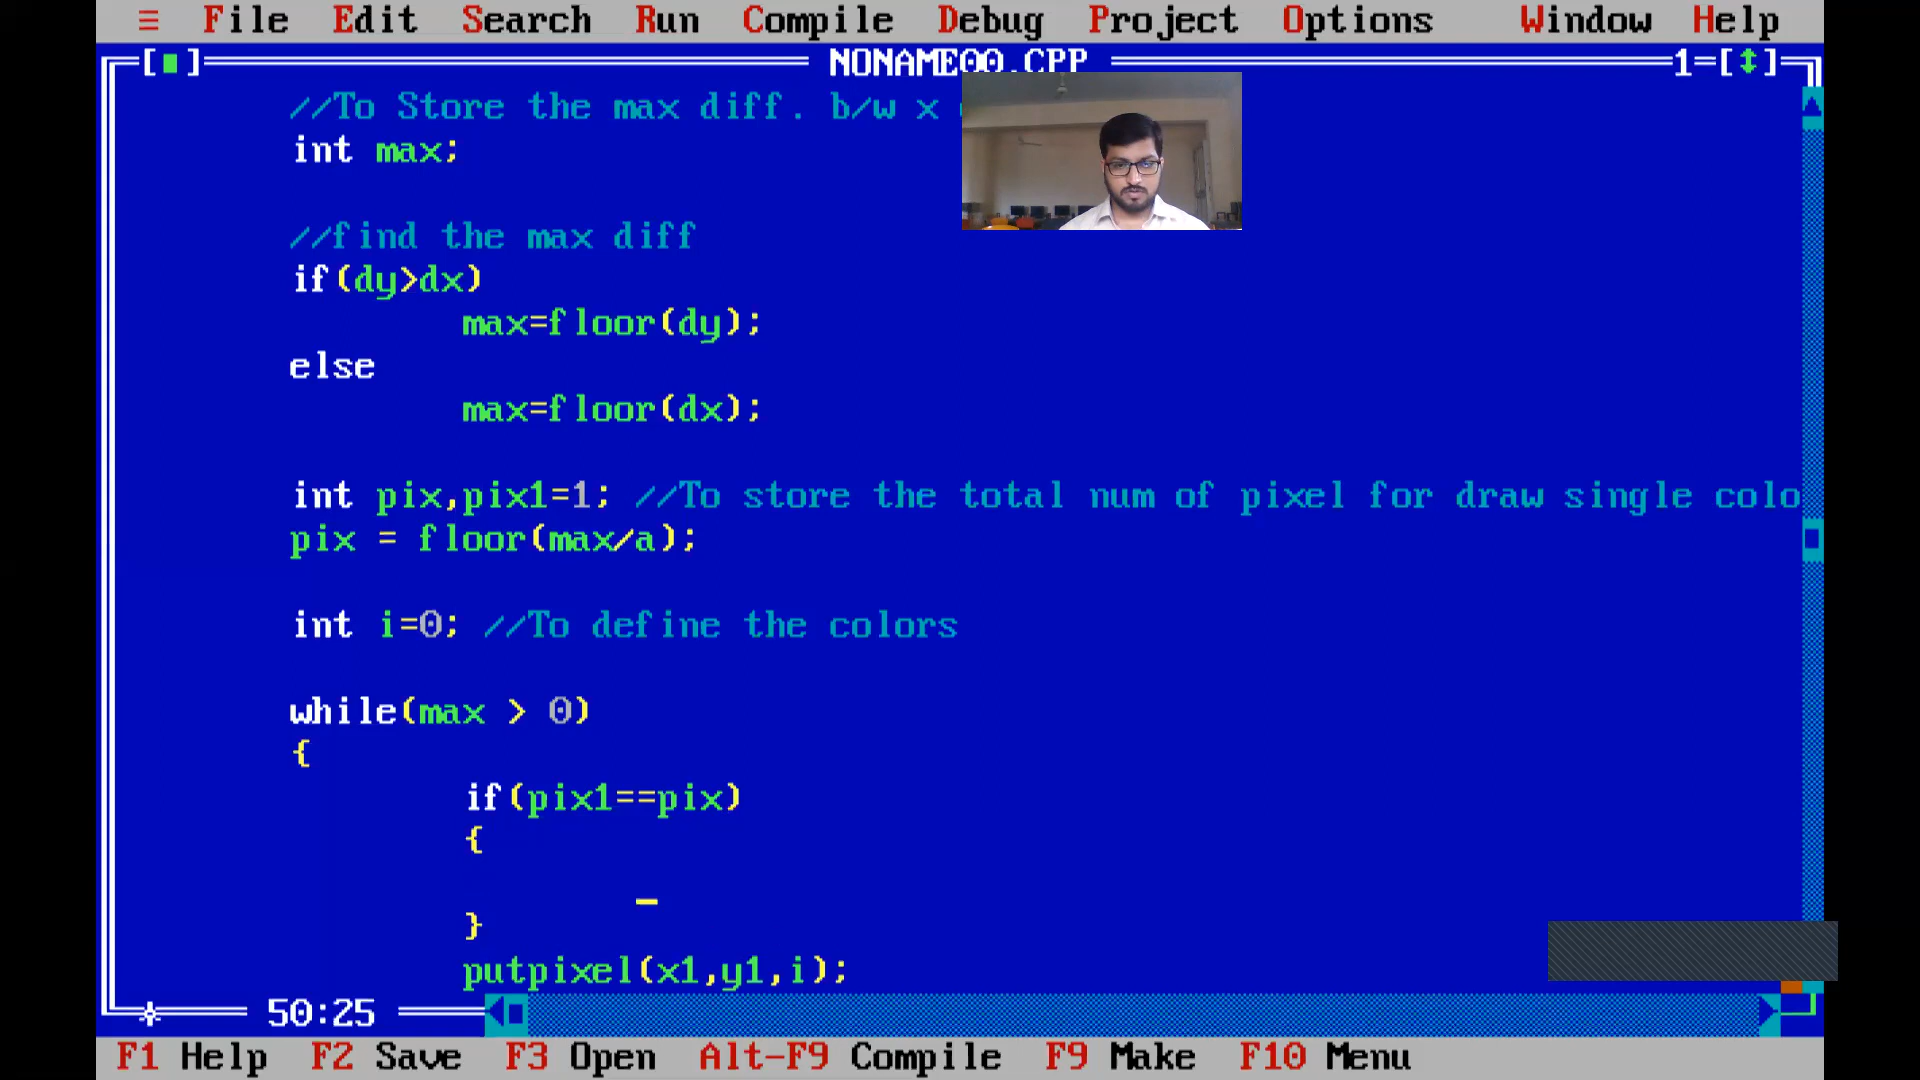 ≡ File Edit Search Run Compile Debug Project Options Window Help
NONAME00.CPP 1
//To Store the max diff. b/w x
int max;
//find the max diff
if(dy>dx)
max=floor(dy);
else
max=floor(dx);
int pix,pix1=1; //To store the total num of pixel for draw single colo
pix = floor(max/a);
int i=0; //To define the colors
while(max > 0)
{
if(pix1==pix)
{
}
putpixel(x1,y1,i);
50:25
F1 Help F2 Save F3 Open Alt-F9 Compile F9 Make F10 Menu